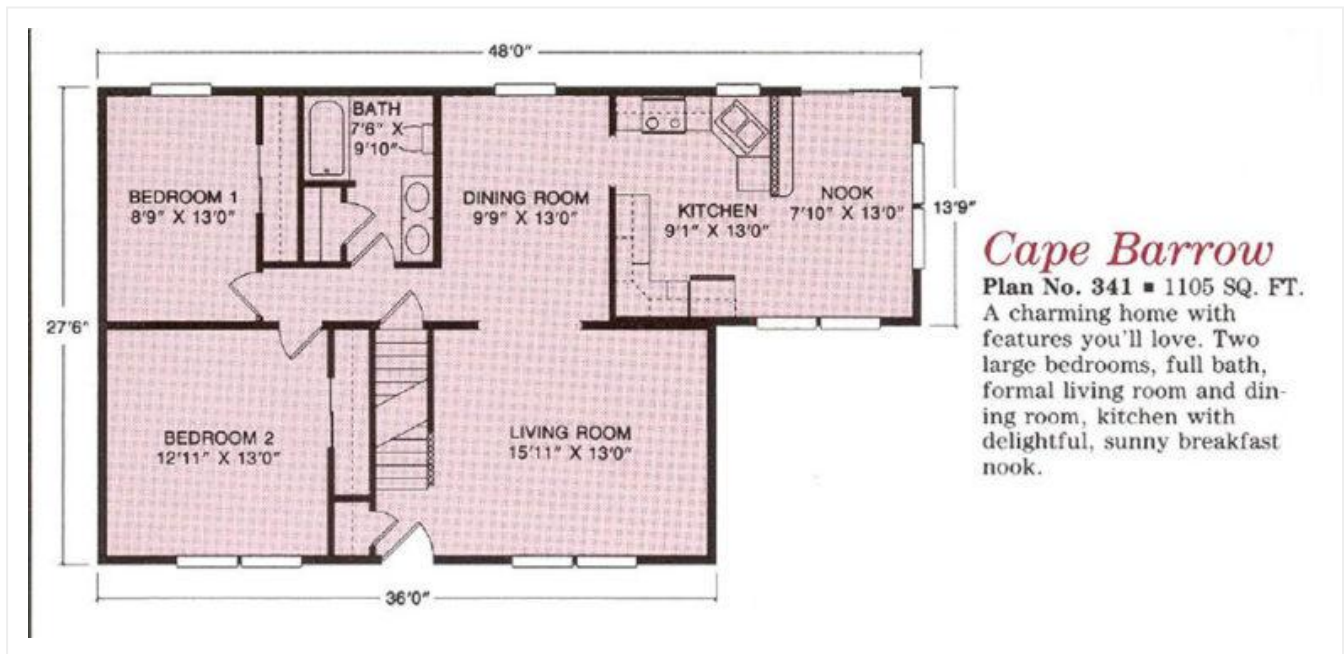 48'0"
BATH
7'6" X
9'10"
BEDROOM 1
8'9" X 13'0"
DINING ROOM
9'9" X 13'0"
KITCHEN
9'1" X 13'0"
NOOK
7'10" X 13'0"
13'9"
27'6"
BEDROOM 2
12'11" X 13'0"
LIVING ROOM
15'11" X 13'0"
36'0"
Cape Barrow
Plan No. 341 ▪ 1105 SQ. FT.
A charming home with
features you'll love. Two
large bedrooms, full bath,
formal living room and din-
ing room, kitchen with
delightful, sunny breakfast
nook.